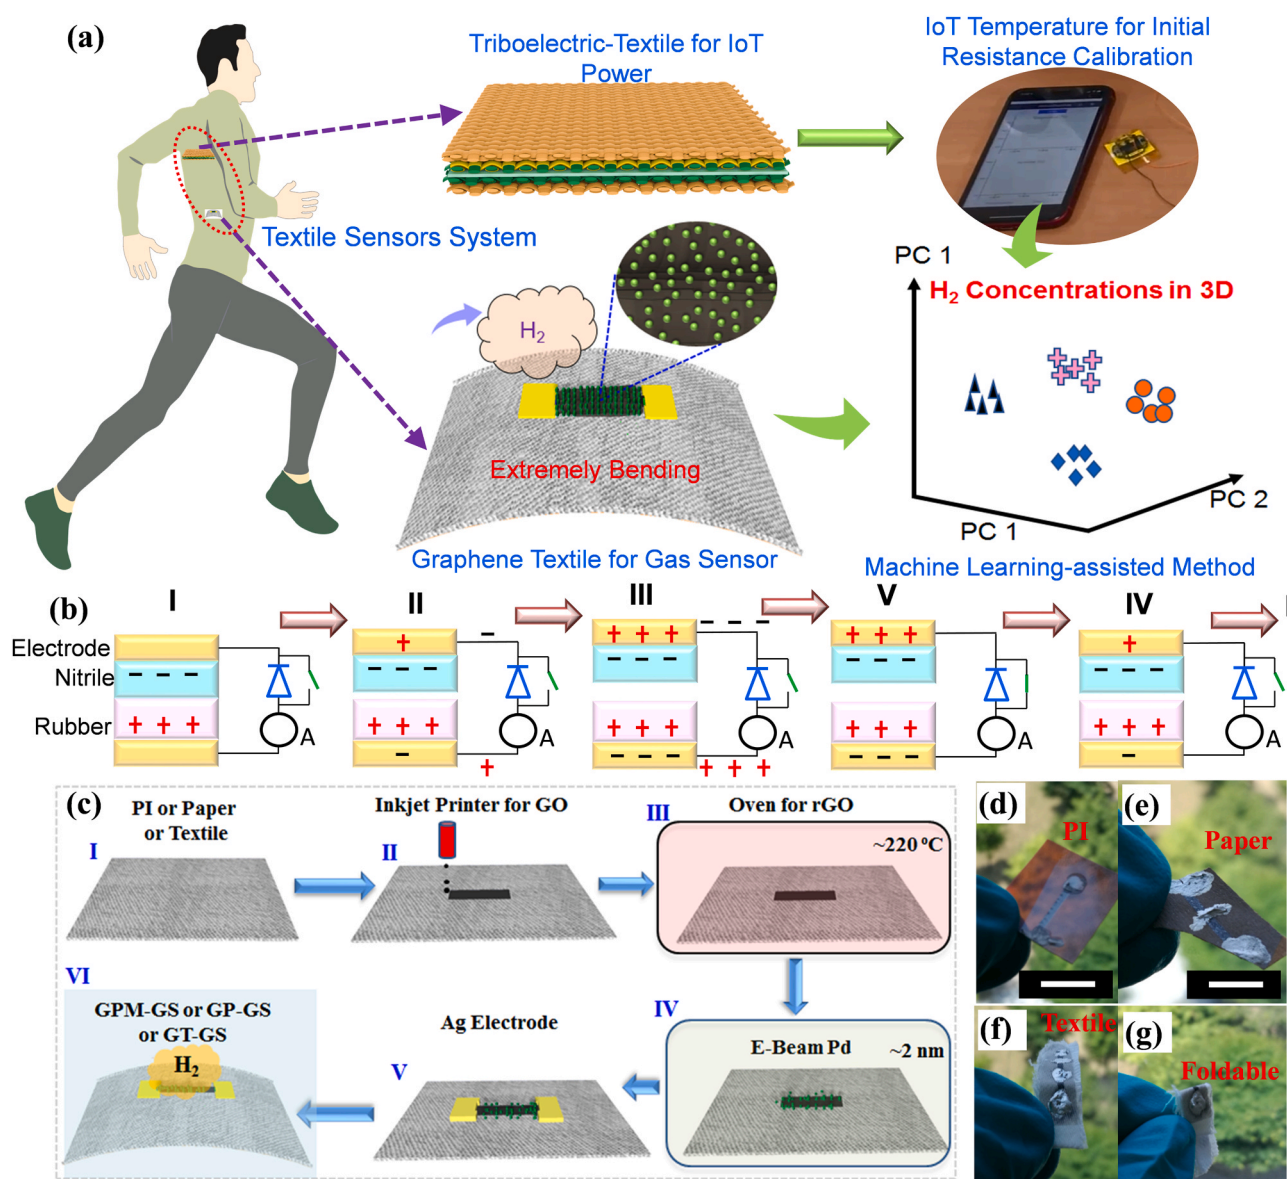 (a)
Triboelectric-Textile for IoT
Power
IoT Temperature for Initial
Resistance Calibration
Textile Sensors System
H2
Extremely Bending
Graphene Textile for Gas Sensor
PC 1
H2 Concentrations in 3D
PC 1
PC 2
Machine Learning-assisted Method
(b)
I
II
III
V
IV
I
Electrode
Nitrile
Rubber
+ + +
- - -
A
+
-
- - -
+ + +
-
+
A
+ + +
- - -
- - -
+ + +
- - -
+ + +
A
+ + +
- - -
+ + +
- - -
A
+
- - -
+ + +
-
A
(c)
PI or Paper
or Textile
I
Inkjet Printer for GO
II
Oven for rGO
III
~220 ⁰C
IV
E-Beam Pd
~2 nm
Ag Electrode
V
VI
GPM-GS or GP-GS
or GT-GS
H2
(d)
PI
(e)
Paper
(f)
Textile
(g)
Foldable